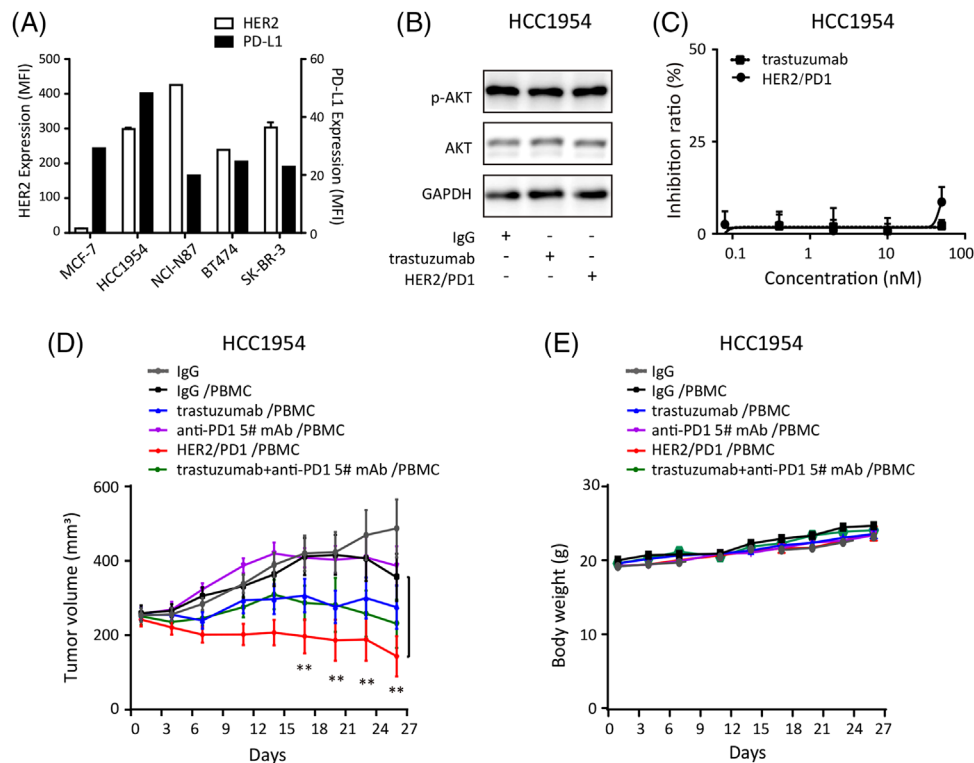 (A)
HER2
PD-L1
HER2 Expression (MFI)
500
400
300
200
100
0
PD-L1 Expression (MFI)
60
40
20
0
MCF-7
HCC1954
NCI-N87
BT474
SK-BR-3
(B)
HCC1954
p-AKT
AKT
GAPDH
IgG + - -
trastuzumab - + -
HER2/PD1 - - +
(C)
HCC1954
trastuzumab
HER2/PD1
Inhibition ratio (%)
50
25
0
0.1 1 10 100
Concentration (nM)
(D)
HCC1954
IgG
IgG /PBMC
trastuzumab /PBMC
anti-PD1 5# mAb /PBMC
HER2/PD1 /PBMC
trastuzumab+anti-PD1 5# mAb /PBMC
Tumor volume (mm³)
600
400
200
0
** ** ** **
0 3 6 9 12 15 18 21 24 27
Days
(E)
HCC1954
IgG
IgG /PBMC
trastuzumab /PBMC
anti-PD1 5# mAb /PBMC
HER2/PD1 /PBMC
trastuzumab+anti-PD1 5# mAb /PBMC
Body weight (g)
30
20
10
0
0 3 6 9 12 15 18 21 24 27
Days